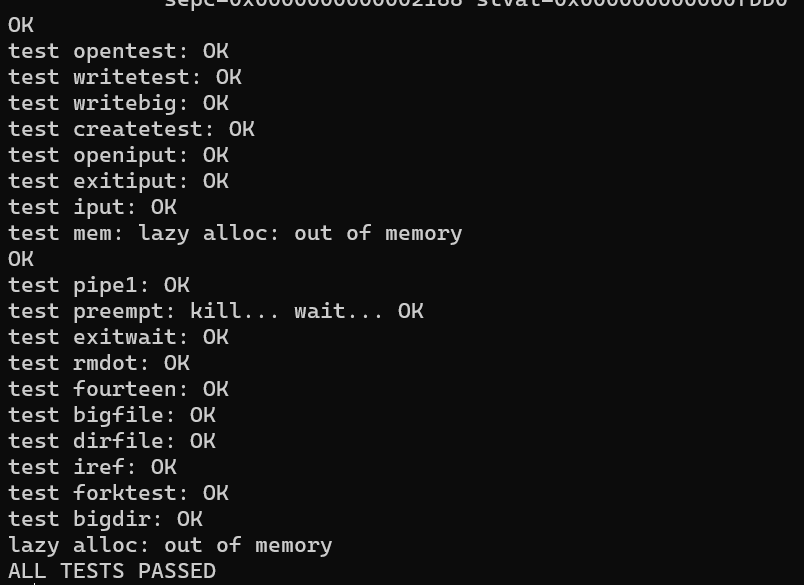 OK
test opentest: OK
test writetest: OK
test writebig: OK
test createtest: OK
test openiput: OK
test exitiput: OK
test iput: OK
test mem: lazy alloc: out of memory
OK
test pipe1: OK
test preempt: kill... wait... OK
test exitwait: OK
test rmdot: OK
test fourteen: OK
test bigfile: OK
test dirfile: OK
test iref: OK
test forktest: OK
test bigdir: OK
lazy alloc: out of memory
ALL TESTS PASSED